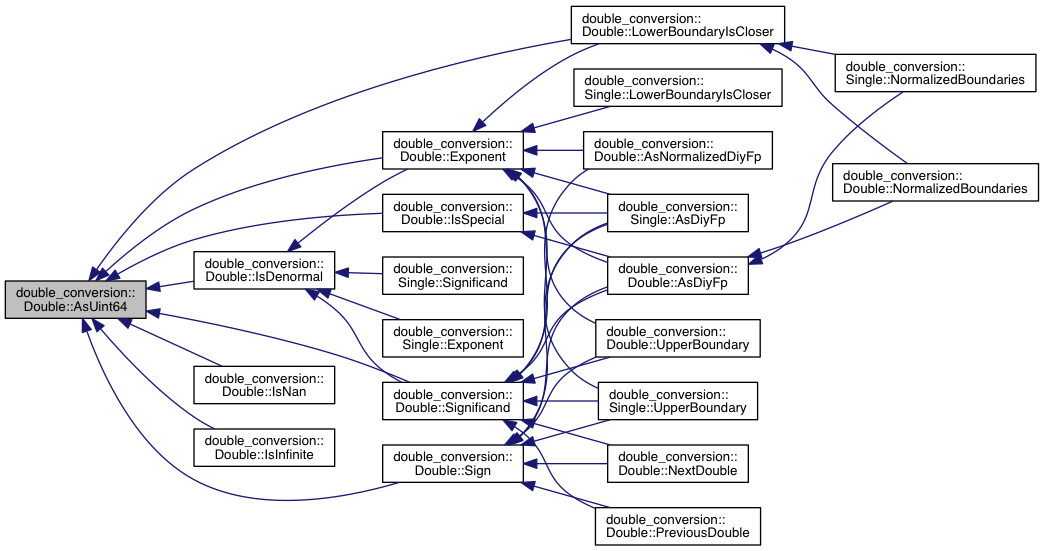 double_conversion::
Double::AsUint64
double_conversion::
Double::IsDenormal
double_conversion::
Double::IsNan
double_conversion::
Double::IsInfinite
double_conversion::
Double::Exponent
double_conversion::
Double::IsSpecial
double_conversion::
Single::Significand
double_conversion::
Single::Exponent
double_conversion::
Double::Significand
double_conversion::
Double::Sign
double_conversion::
Double::LowerBoundaryIsCloser
double_conversion::
Single::LowerBoundaryIsCloser
double_conversion::
Double::AsNormalizedDiyFp
double_conversion::
Single::AsDiyFp
double_conversion::
Double::AsDiyFp
double_conversion::
Double::UpperBoundary
double_conversion::
Single::UpperBoundary
double_conversion::
Double::NextDouble
double_conversion::
Double::PreviousDouble
double_conversion::
Single::NormalizedBoundaries
double_conversion::
Double::NormalizedBoundaries